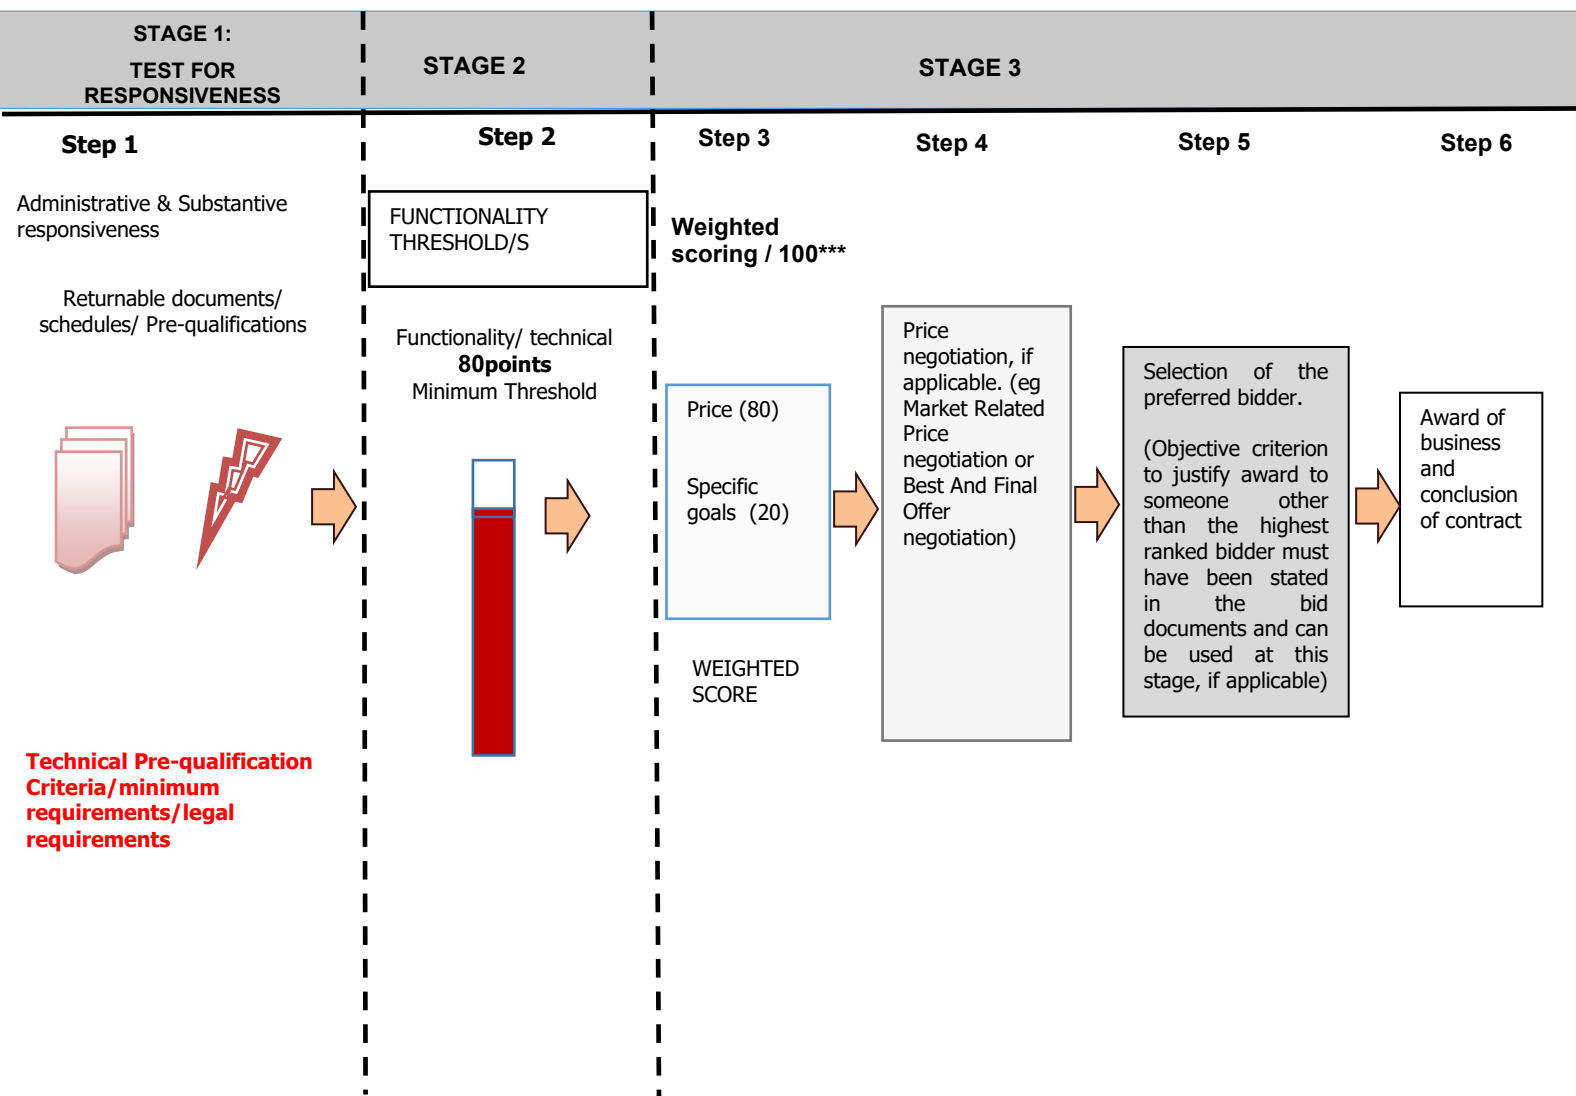 STAGE 1:
TEST FOR
RESPONSIVENESS
STAGE 2
STAGE 3
Step 1
Step 2
Step 3
Step 4
Step 5
Step 6
Administrative & Substantive
responsiveness
Returnable documents/
schedules/ Pre-qualifications
Technical Pre-qualification
Criteria/minimum
requirements/legal
requirements
FUNCTIONALITY
THRESHOLD/S
Functionality/ technical
80points
Minimum Threshold
Weighted
scoring / 100***
Price (80)
Specific
goals (20)
WEIGHTED
SCORE
Price
negotiation, if
applicable. (eg
Market Related
Price
negotiation or
Best And Final
Offer
negotiation)
Selection of the
preferred bidder.
(Objective criterion
to justify award to
someone other
than the highest
ranked bidder must
have been stated
in the bid
documents and can
be used at this
stage, if applicable)
Award of
business
and
conclusion
of contract